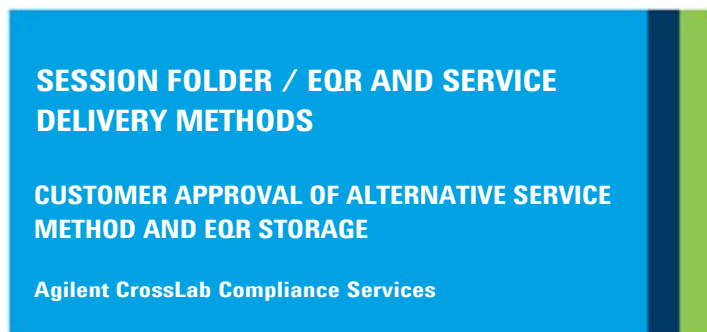 SESSION FOLDER / EQR AND SERVICE
DELIVERY METHODS
CUSTOMER APPROVAL OF ALTERNATIVE SERVICE
METHOD AND EQR STORAGE
Agilent CrossLab Compliance Services